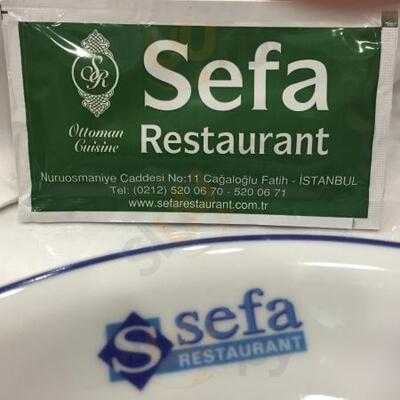 SR
Sefa
Ottoman
Cuisine
Restaurant
Nuruosmaniye Caddesi No:11 Cağaloğlu Fatih - İSTANBUL
Tel: (0212) 520 06 70 - 520 06 71
www.sefarestaurant.com.tr
S sefa
RESTAURANT